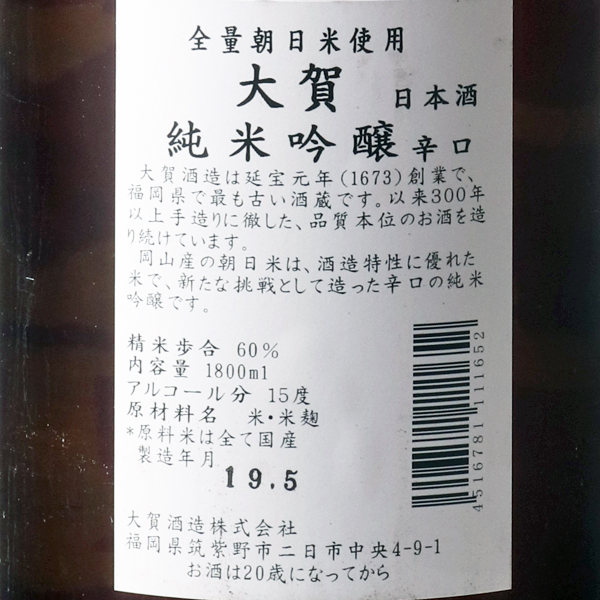 全量朝日米使用
大賀 日本酒
純米吟醸 辛口
大賀酒造は延宝元年(1673)創業で、
福岡県で最も古い酒蔵です。以来300年
以上手造りに徹した、品質本位のお酒を造
り続けています。
岡山産の朝日米は、酒造特性に優れた
米で、新たな挑戦として造った辛口の純米
吟醸です。
精米歩合 60%
内容量 1800ml
アルコール分 15度
原材料名 米・米麹
*原料米は全て国産
製造年月
19.5
4516781 111652
大賀酒造株式会社
福岡県筑紫野市二日市中央4-9-1
お酒は20歳になってから